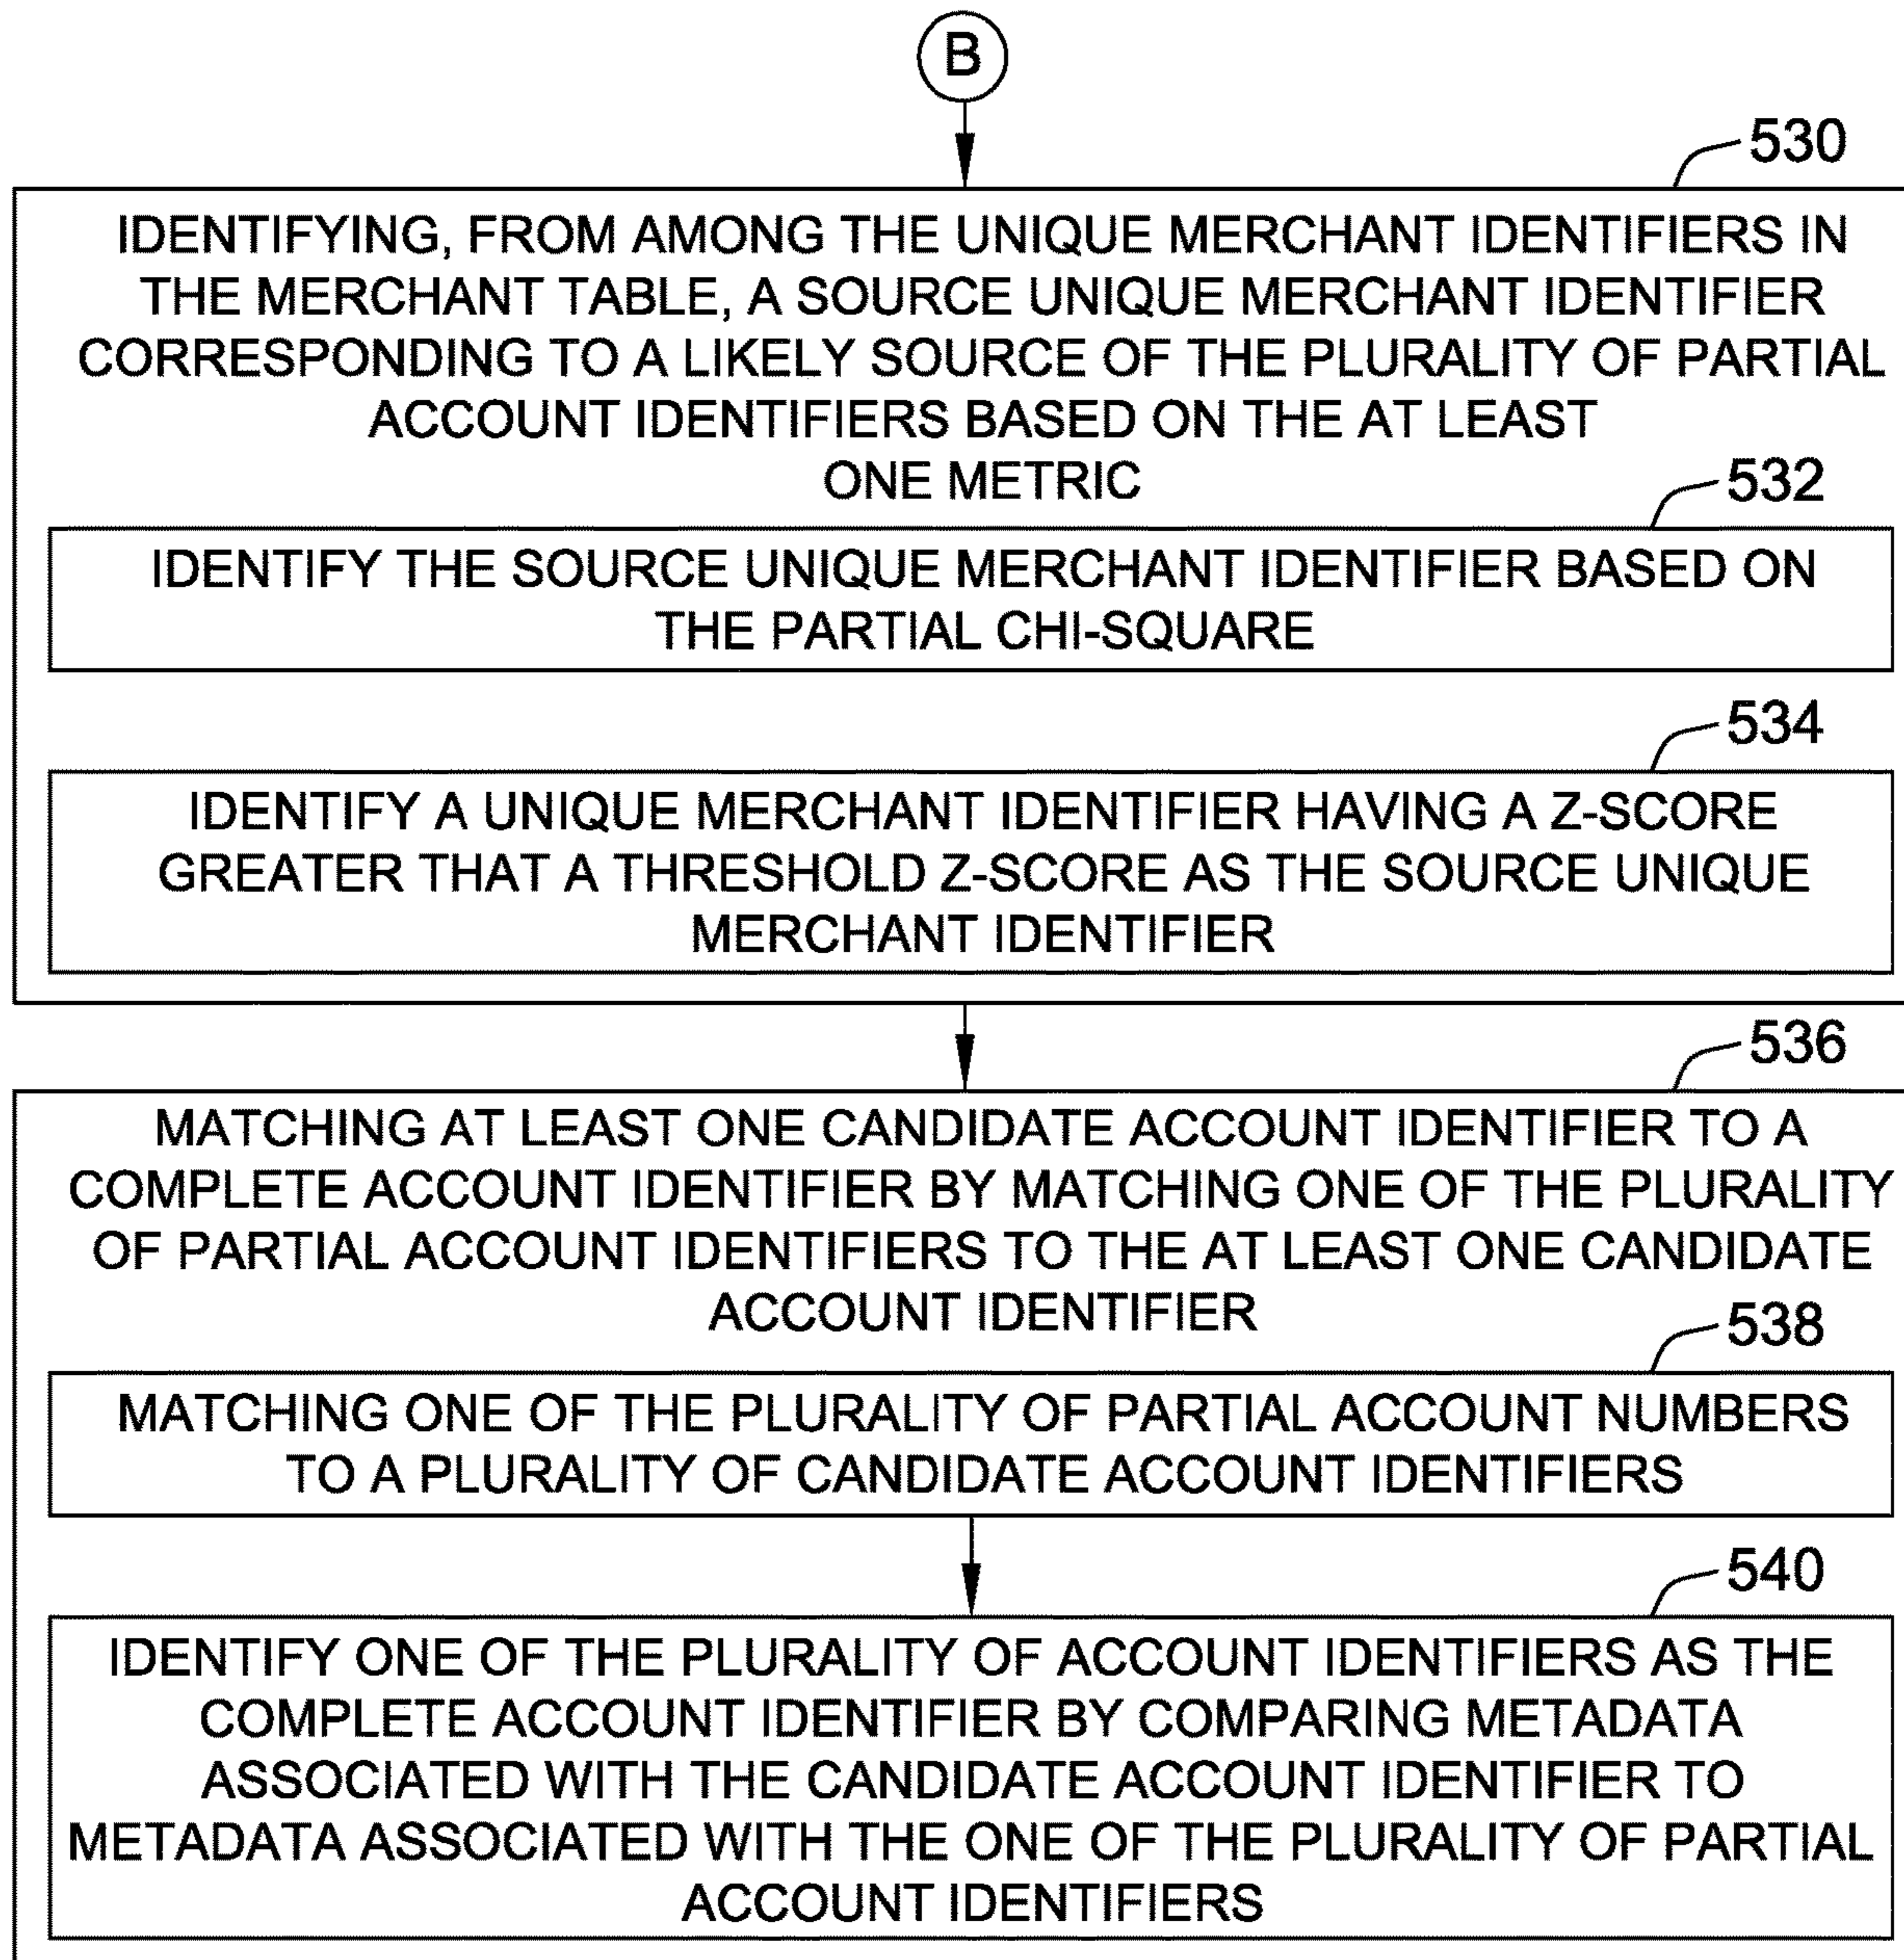 B
530
IDENTIFYING, FROM AMONG THE UNIQUE MERCHANT IDENTIFIERS IN
THE MERCHANT TABLE, A SOURCE UNIQUE MERCHANT IDENTIFIER
CORRESPONDING TO A LIKELY SOURCE OF THE PLURALITY OF PARTIAL
ACCOUNT IDENTIFIERS BASED ON THE AT LEAST
ONE METRIC
532
IDENTIFY THE SOURCE UNIQUE MERCHANT IDENTIFIER BASED ON
THE PARTIAL CHI-SQUARE
534
IDENTIFY A UNIQUE MERCHANT IDENTIFIER HAVING A Z-SCORE
GREATER THAT A THRESHOLD Z-SCORE AS THE SOURCE UNIQUE
MERCHANT IDENTIFIER
536
MATCHING AT LEAST ONE CANDIDATE ACCOUNT IDENTIFIER TO A
COMPLETE ACCOUNT IDENTIFIER BY MATCHING ONE OF THE PLURALITY
OF PARTIAL ACCOUNT IDENTIFIERS TO THE AT LEAST ONE CANDIDATE
ACCOUNT IDENTIFIER
538
MATCHING ONE OF THE PLURALITY OF PARTIAL ACCOUNT NUMBERS
TO A PLURALITY OF CANDIDATE ACCOUNT IDENTIFIERS
540
IDENTIFY ONE OF THE PLURALITY OF ACCOUNT IDENTIFIERS AS THE
COMPLETE ACCOUNT IDENTIFIER BY COMPARING METADATA
ASSOCIATED WITH THE CANDIDATE ACCOUNT IDENTIFIER TO
METADATA ASSOCIATED WITH THE ONE OF THE PLURALITY OF PARTIAL
ACCOUNT IDENTIFIERS